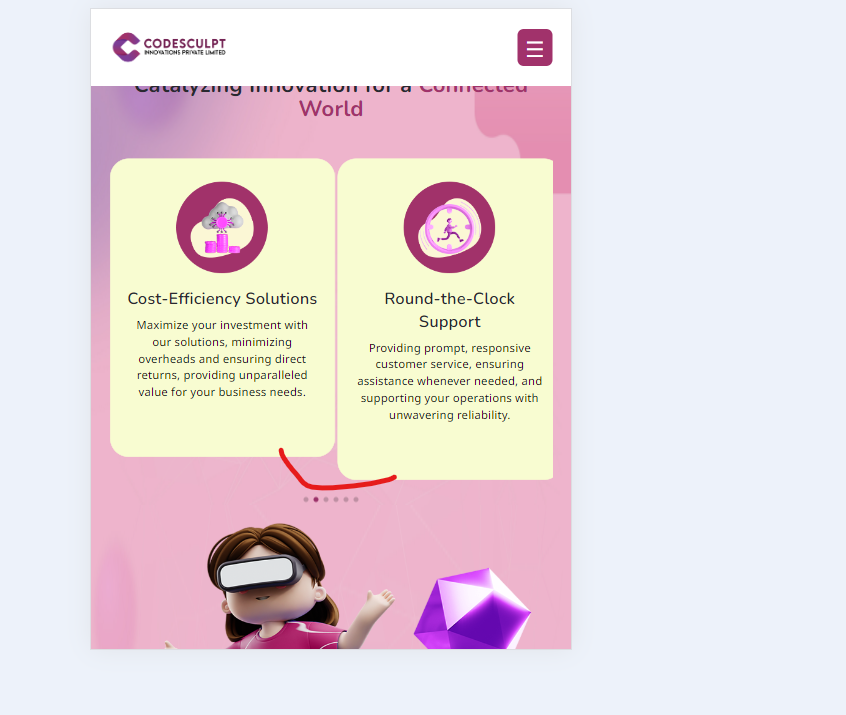 CODESCULPT
INNOVATIONS PRIVATE LIMITED
Catalyzing Innovation for a Connected
World
Cost-Efficiency Solutions
Maximize your investment with
our solutions, minimizing
overheads and ensuring direct
returns, providing unparalleled
value for your business needs.
Round-the-Clock
Support
Providing prompt, responsive
customer service, ensuring
assistance whenever needed, and
supporting your operations with
unwavering reliability.